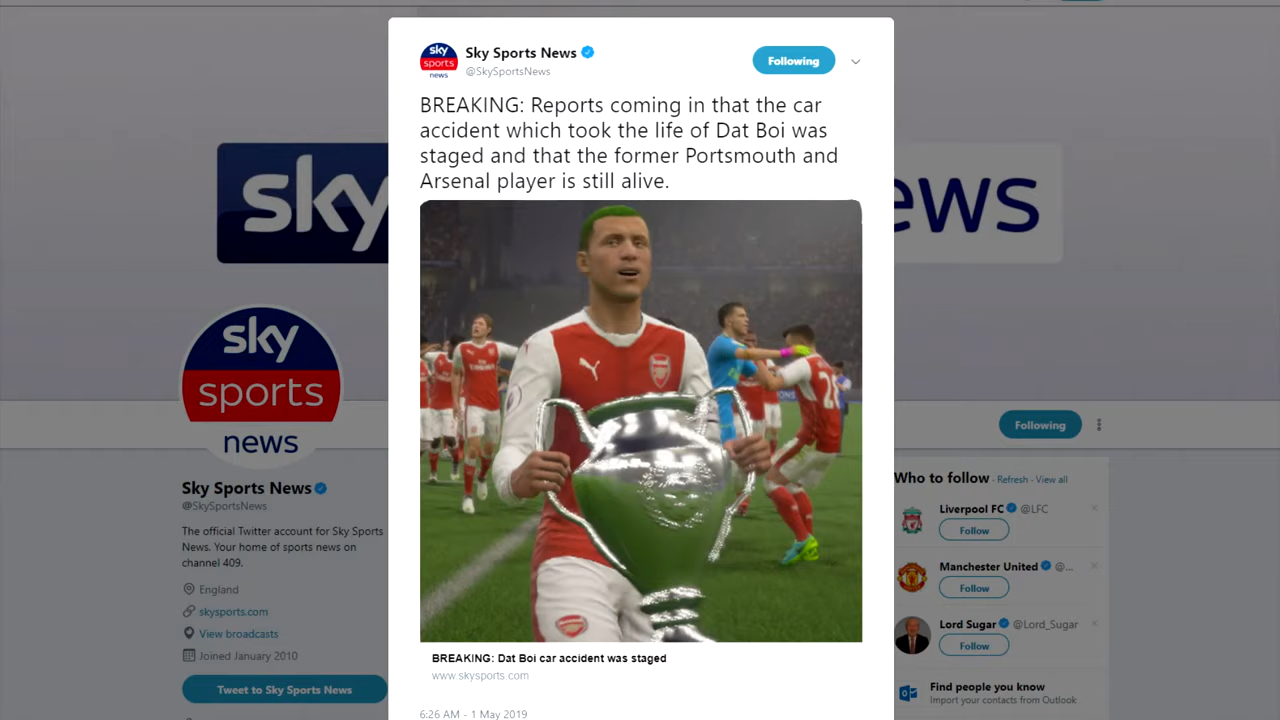 sky
sports
news
Sky Sports News
@SkySportsNews
Following
BREAKING: Reports coming in that the car
accident which took the life of Dat Boi was
staged and that the former Portsmouth and
Arsenal player is still alive.
BREAKING: Dat Boi car accident was staged
www.skysports.com
6:26 AM - 1 May 2019
sky
ews
sky
sports
news
Sky Sports News
@SkySportsNews
The official Twitter account for Sky Sports
News. Your home of sports news on
channel 409.
England
skysports.com
View broadcasts
Joined January 2010
Tweet to Sky Sports News
Following
Who to follow · Refresh · View all
Liverpool FC @LFC
Follow
Manchester United @...
Follow
Lord Sugar @Lord_Sugar
Follow
Find people you know
Import your contacts from Outlook